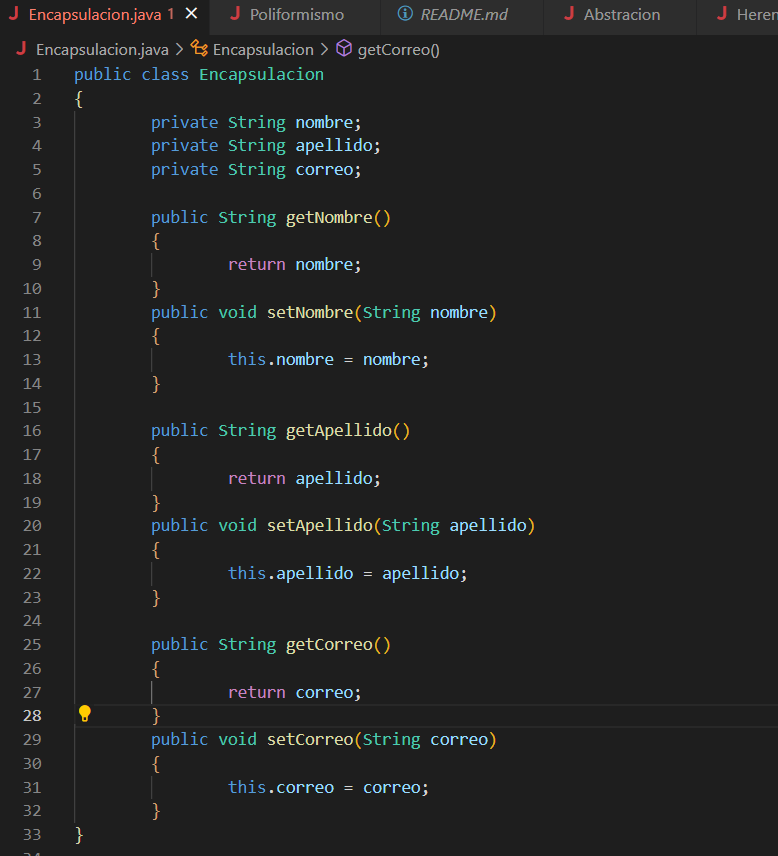 Encapsulacion.java 1 Poliformismo README.md Abstracion Heren
Encapsulacion.java > Encapsulacion > getCorreo()
1 public class Encapsulacion
2 {
3 private String nombre;
4 private String apellido;
5 private String correo;
6
7 public String getNombre()
8 {
9 return nombre;
10 }
11 public void setNombre(String nombre)
12 {
13 this.nombre = nombre;
14 }
15
16 public String getApellido()
17 {
18 return apellido;
19 }
20 public void setApellido(String apellido)
21 {
22 this.apellido = apellido;
23 }
24
25 public String getCorreo()
26 {
27 return correo;
28 }
29 public void setCorreo(String correo)
30 {
31 this.correo = correo;
32 }
33 }
34